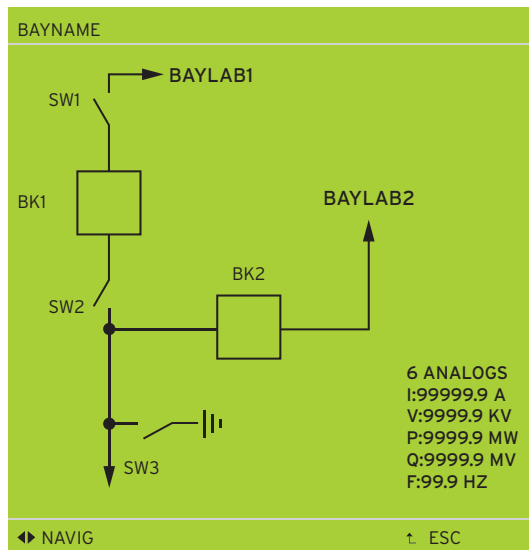 BAYNAME
BAYLAB1
SW1
BK1
BAYLAB2
BK2
SW2
6 ANALOGS
I:99999.9 A
V:9999.9 KV
P:9999.9 MW
Q:9999.9 MV
F:99.9 HZ
SW3
NAVIG
ESC